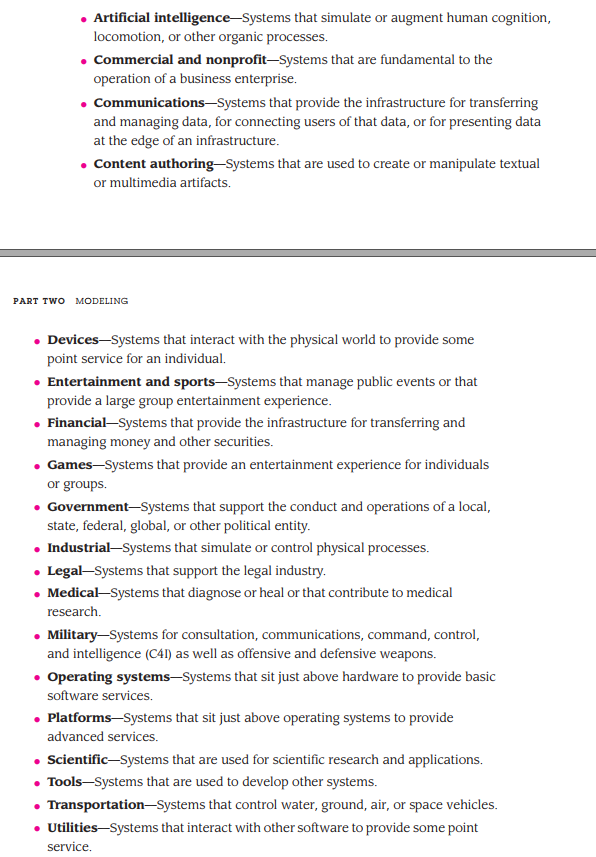 • Artificial intelligence—Systems that simulate or augment human cognition,
locomotion, or other organic processes.
• Commercial and nonprofit—Systems that are fundamental to the
operation of a business enterprise.
• Communications—Systems that provide the infrastructure for transferring
and managing data, for connecting users of that data, or for presenting data
at the edge of an infrastructure.
• Content authoring—Systems that are used to create or manipulate textual
or multimedia artifacts.
PART TWO MODELING
• Devices—Systems that interact with the physical world to provide some
point service for an individual.
• Entertainment and sports—Systems that manage public events or that
provide a large group entertainment experience.
• Financial—Systems that provide the infrastructure for transferring and
managing money and other securities.
• Games—Systems that provide an entertainment experience for individuals
or groups.
• Government—Systems that support the conduct and operations of a local,
state, federal, global, or other political entity.
• Industrial—Systems that simulate or control physical processes.
• Legal—Systems that support the legal industry.
• Medical—Systems that diagnose or heal or that contribute to medical
research.
• Military—Systems for consultation, communications, command, control,
and intelligence (C4I) as well as offensive and defensive weapons.
• Operating systems—Systems that sit just above hardware to provide basic
software services.
• Platforms—Systems that sit just above operating systems to provide
advanced services.
• Scientific—Systems that are used for scientific research and applications.
• Tools—Systems that are used to develop other systems.
• Transportation—Systems that control water, ground, air, or space vehicles.
• Utilities—Systems that interact with other software to provide some point
service.